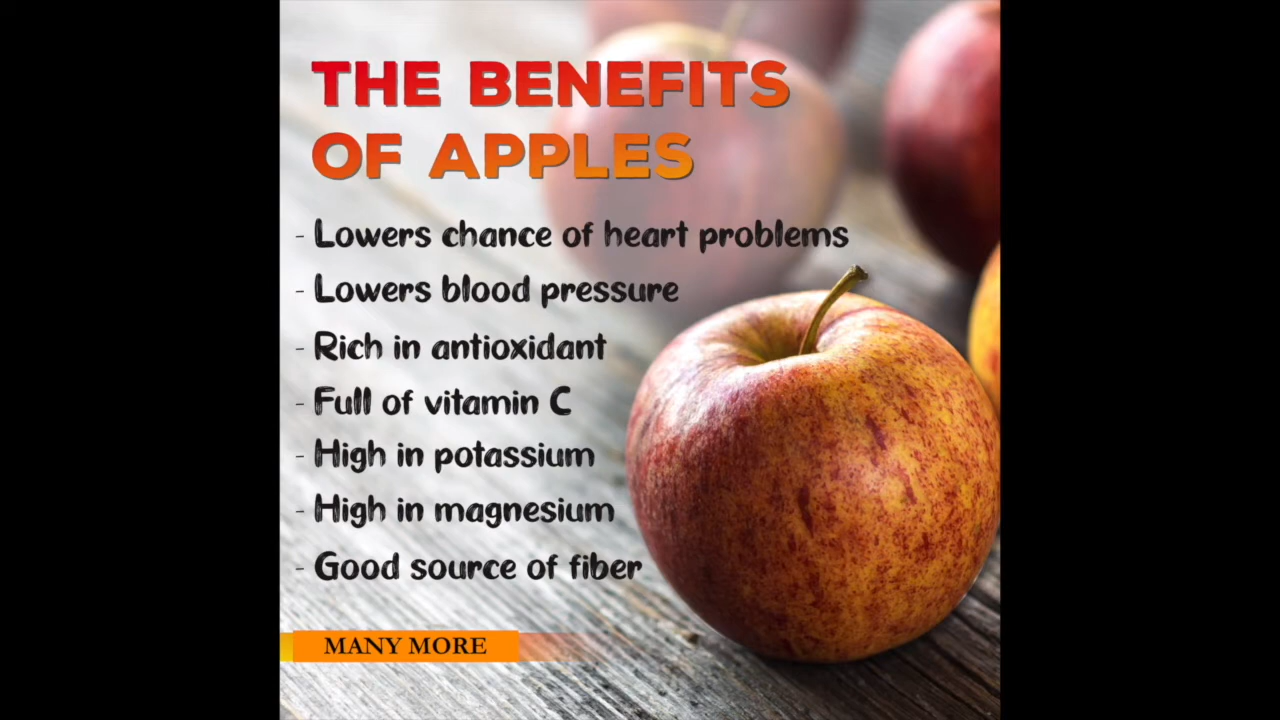 THE BENEFITS
OF APPLES
- Lowers chance of heart problems
- Lowers blood pressure
- Rich in antioxidant
- Full of vitamin C
- High in potassium
- High in magnesium
- Good source of fiber
MANY MORE